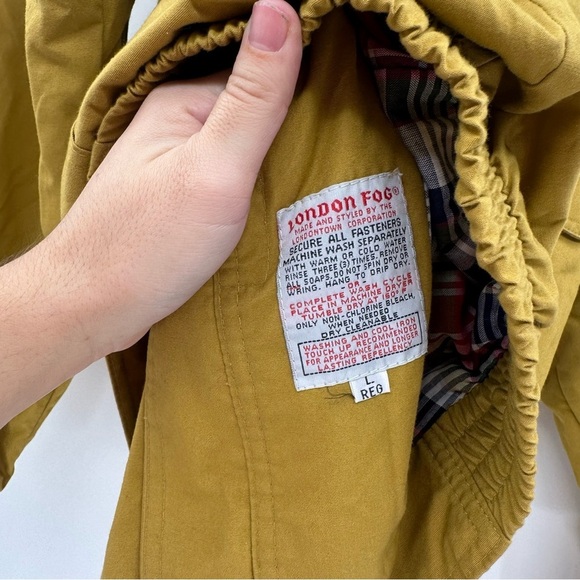 LONDON FOG®
MADE AND STYLED BY THE
LONDONTOWN CORPORATION
SECURE ALL FASTENERS
MACHINE WASH SEPARATELY
WITH WARM OR COLD WATER
RINSE THREE (3) TIMES, REMOVE
ALL SOAPS. DO NOT SPIN DRY OR
WRING. HANG TO DRIP DRY.
-OR-
COMPLETE WASH CYCLE
PLACE IN MACHINE DRYER
TUMBLE DRY AT 160° F
ONLY NON-CHLORINE BLEACH,
WHEN NEEDED
DRY CLEANABLE
WASHING AND COOL IRON
TOUCH UP RECOMMENDED
FOR APPEARANCE AND LONGER
LASTING REPELLENCY
L
REG